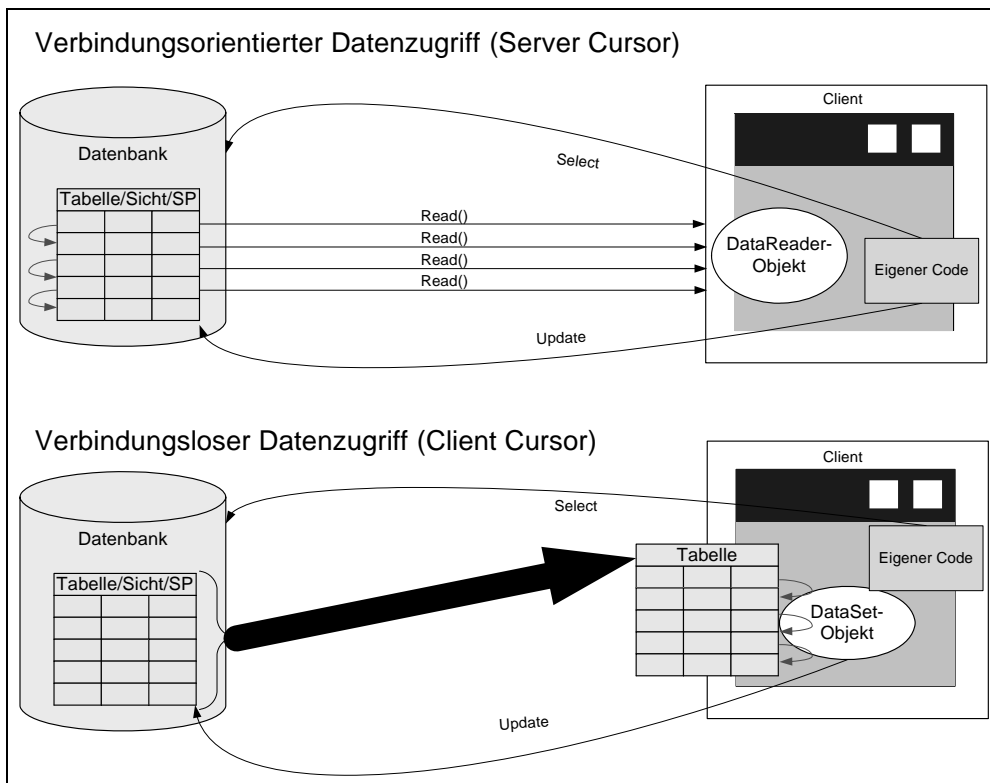 Verbindungsorientierter Datenzugriff (Server Cursor)
Client
Datenbank
Select
Tabelle/Sicht/SP
Read()
Read()
Read()
Read()
DataReader-
Objekt
Eigener Code
Update
Verbindungsloser Datenzugriff (Client Cursor)
Client
Select
Datenbank
Eigener Code
Tabelle
Tabelle/Sicht/SP
DataSet-
Objekt
Update